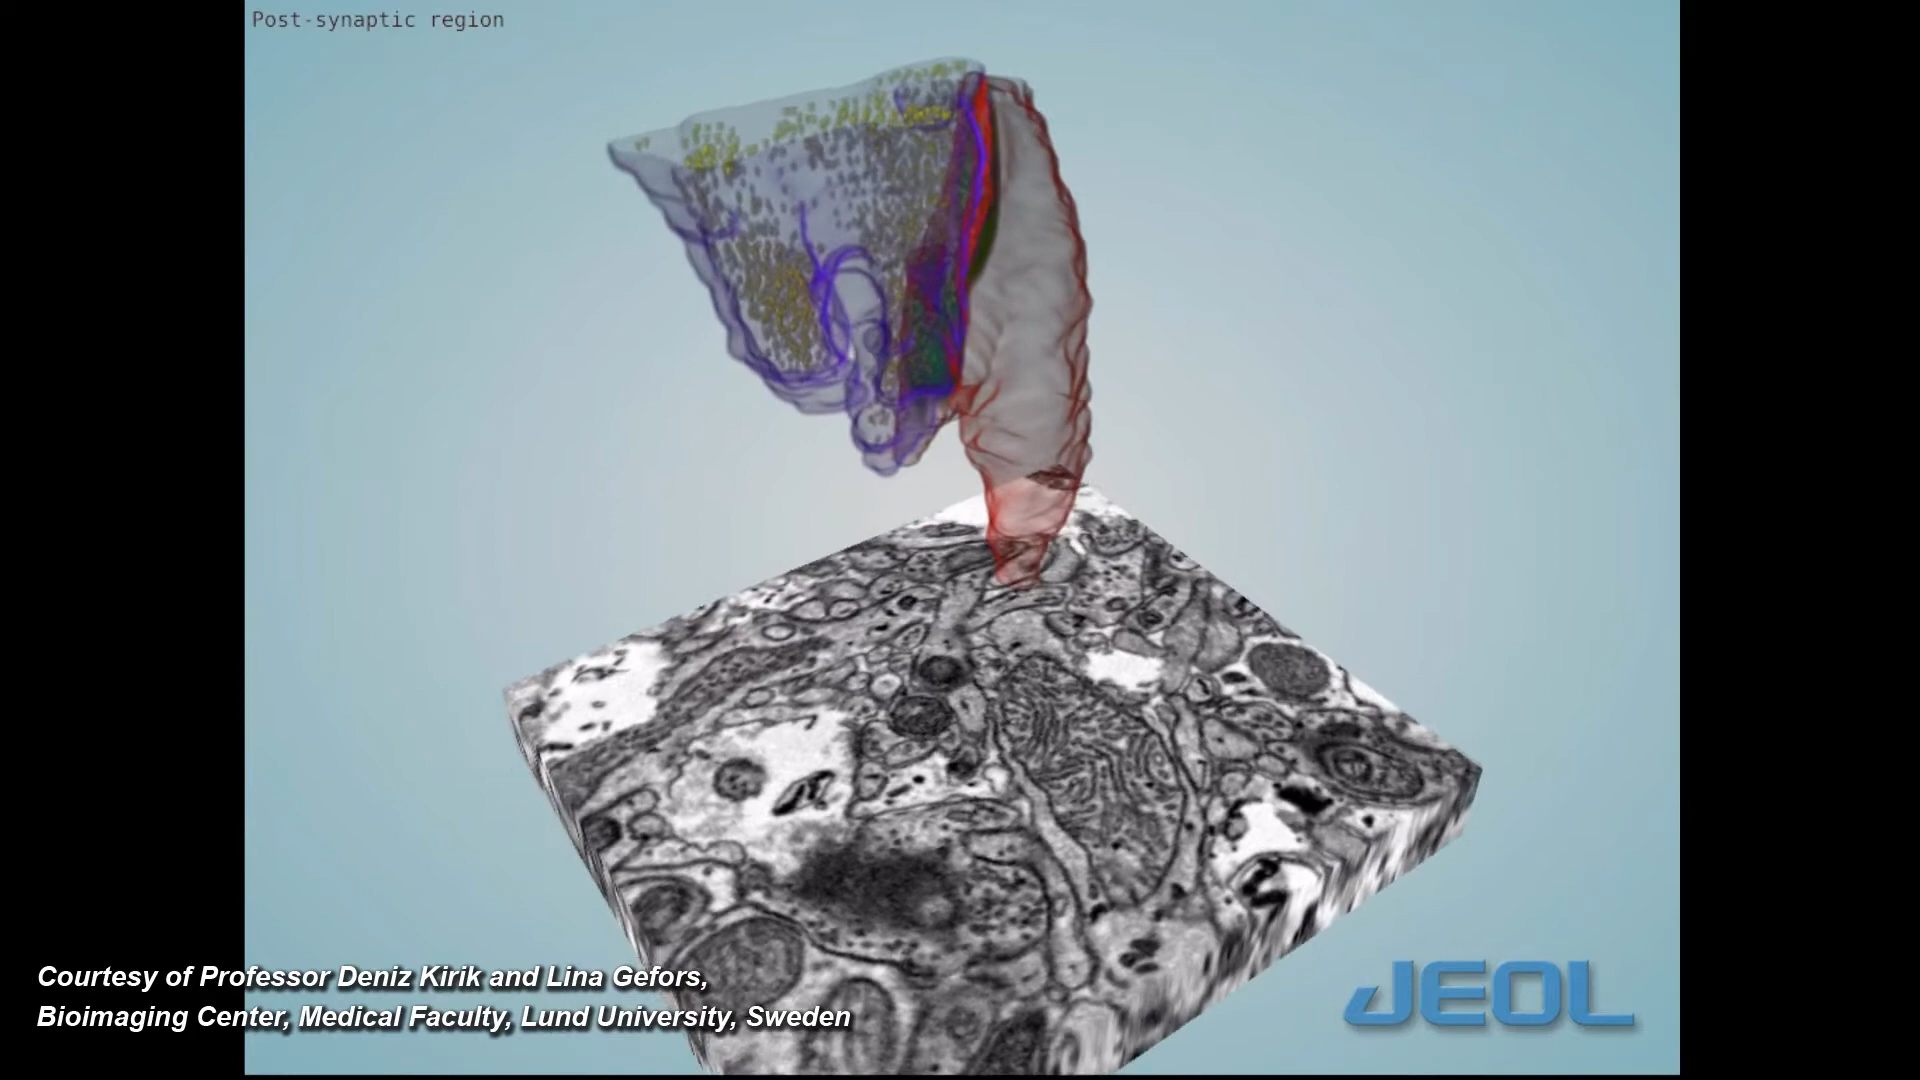 Post-synaptic region
Courtesy of Professor Deniz Kirik and Lina Gefors,
Bioimaging Center, Medical Faculty, Lund University, Sweden
JEOL